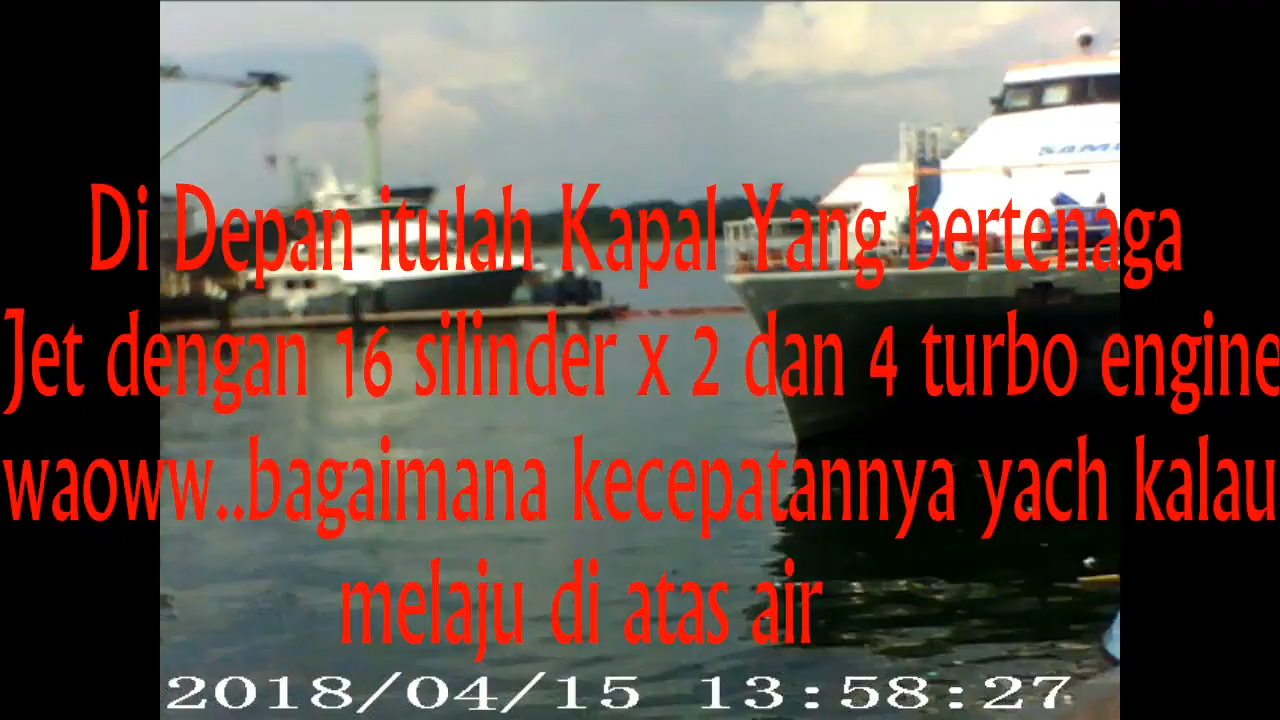 Di Depan itulah Kapal Yang bertenaga
Jet dengan 16 silinder x 2 dan 4 turbo engine
waoww..bagaimana kecepatannya yach kalau
melaju di atas air
2018/04/15 13:58:27